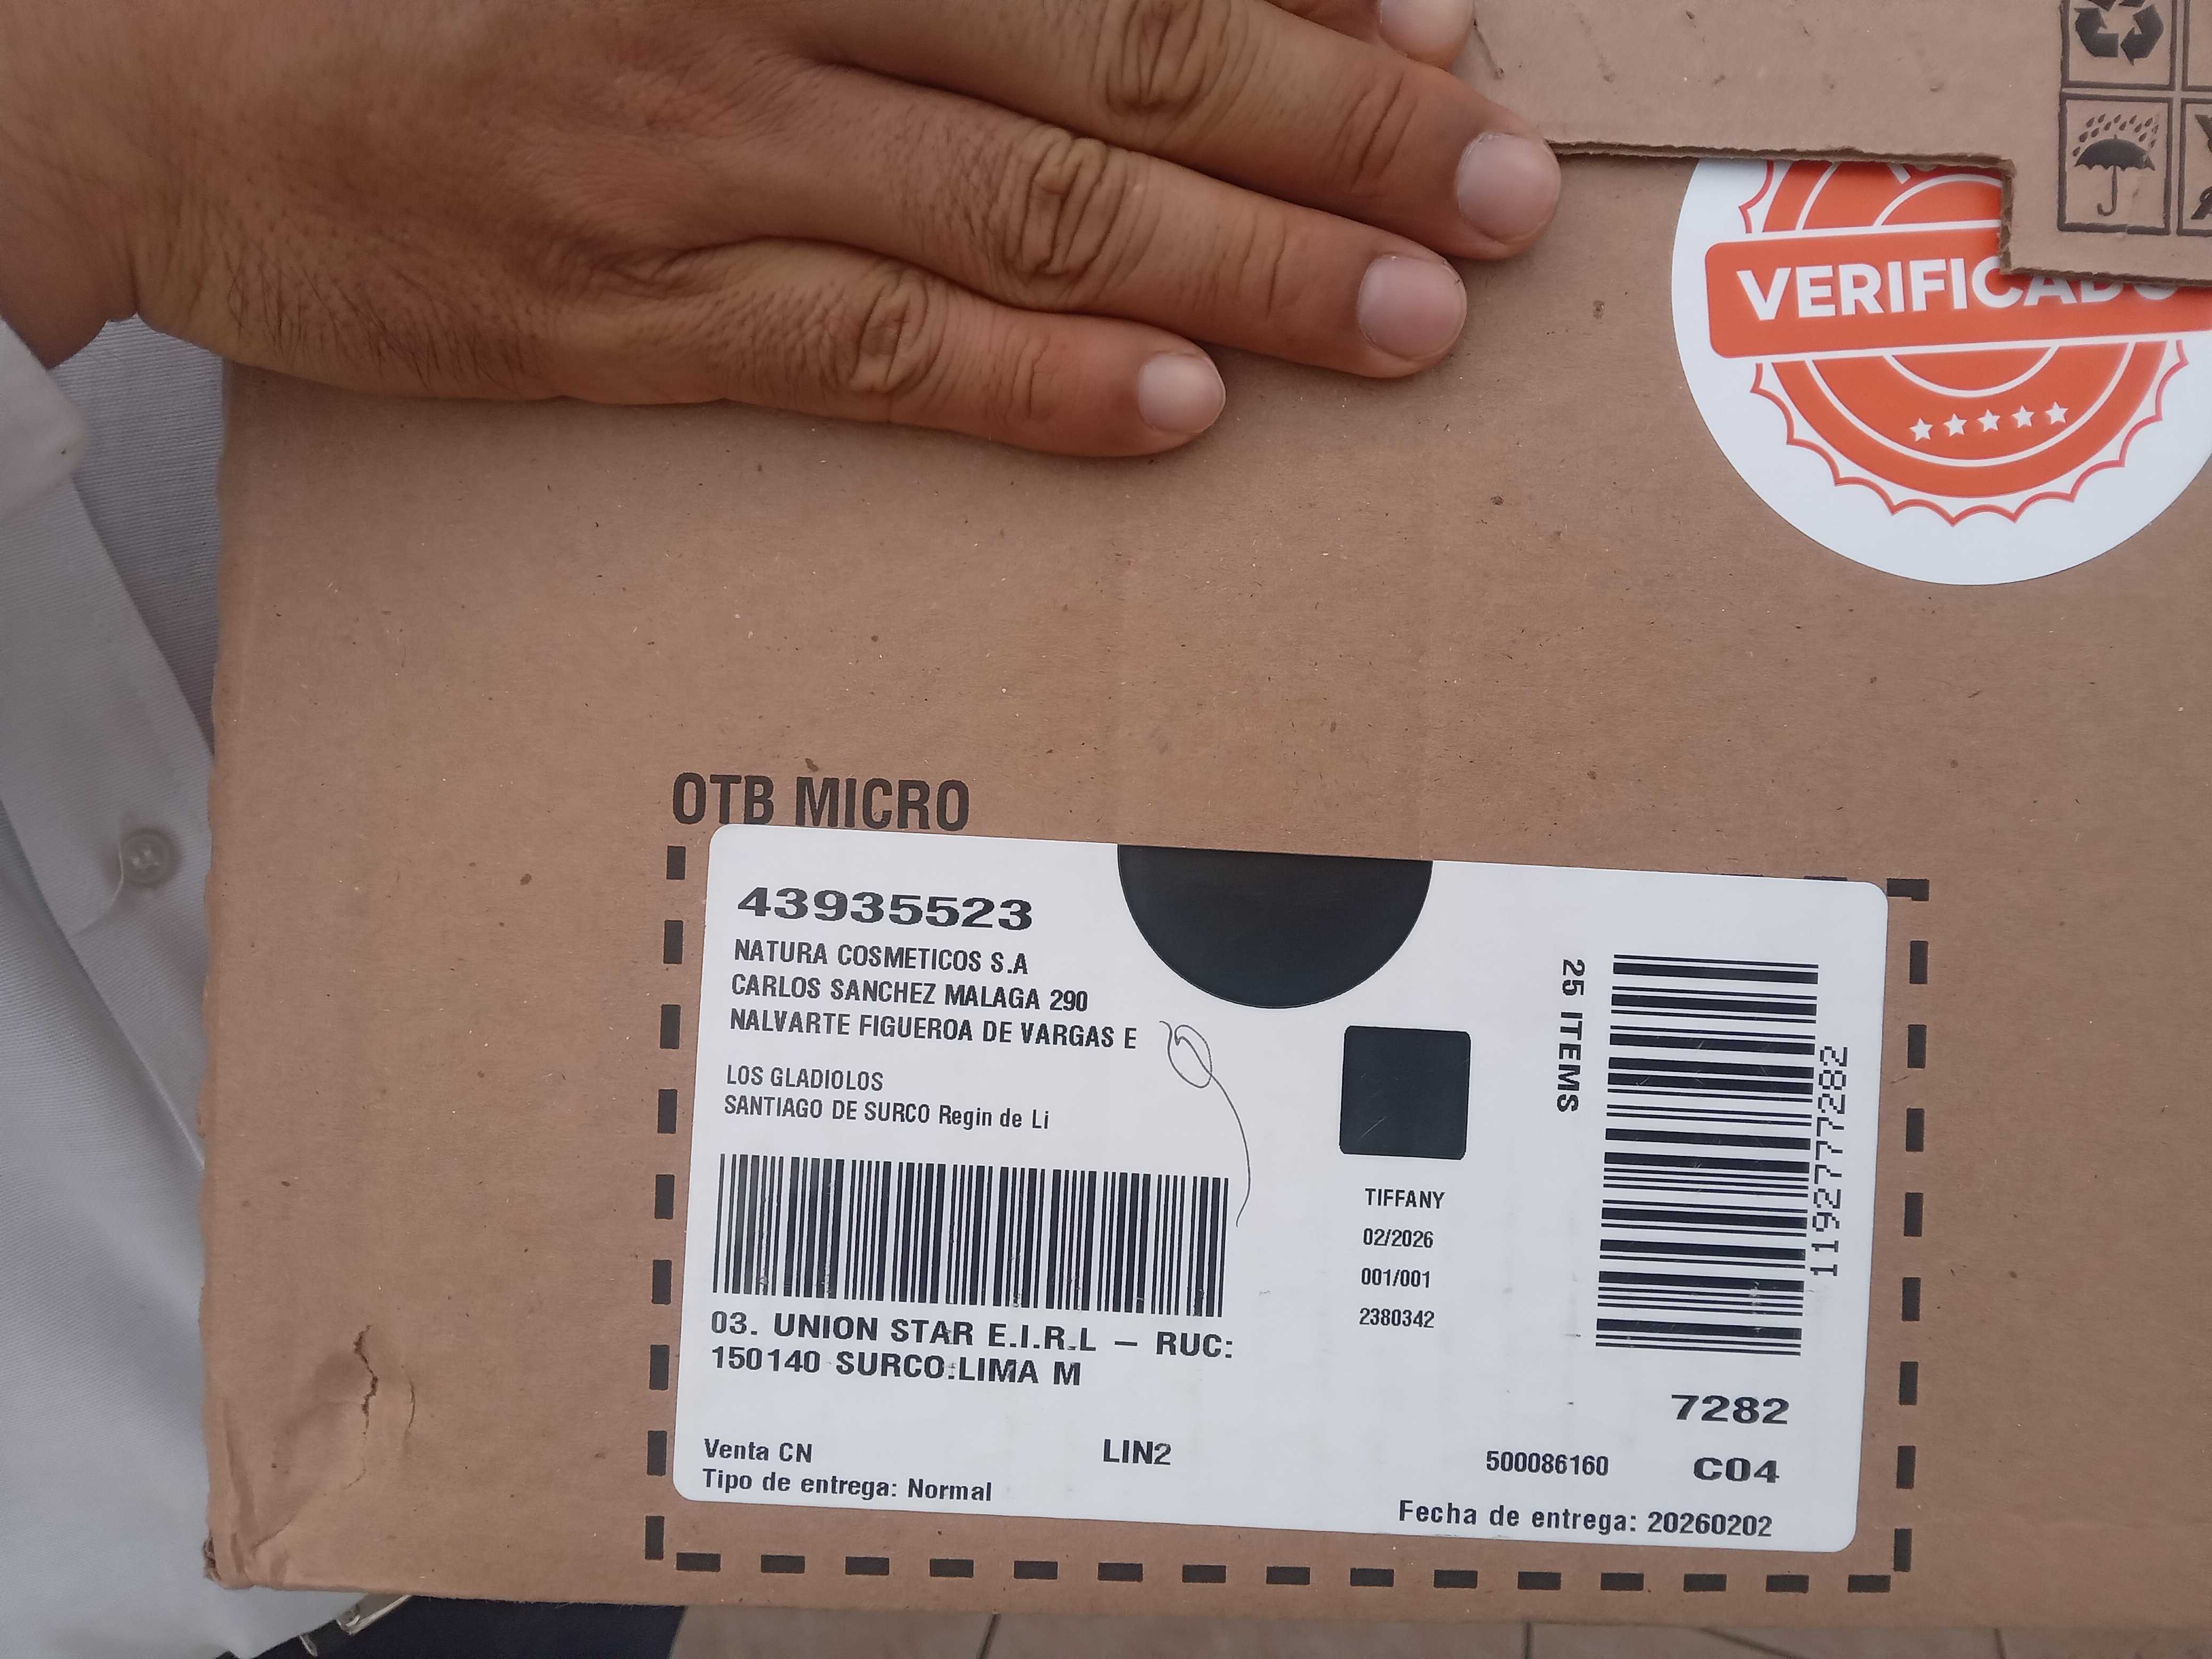 VERIFICADO
OTB MICRO
43935523
NATURA COSMETICOS S.A
CARLOS SANCHEZ MALAGA 290
NALVARTE FIGUEROA DE VARGAS E
LOS GLADIOLOS
SANTIAGO DE SURCO Regin de Li
03. UNION STAR E.I.R.L – RUC:
150140 SURCO:LIMA M
Venta CN
Tipo de entrega: Normal
LIN2
TIFFANY
02/2026
001/001
2380342
25 ITEMS
11927777282
7282
500086160
C04
Fecha de entrega: 20260202